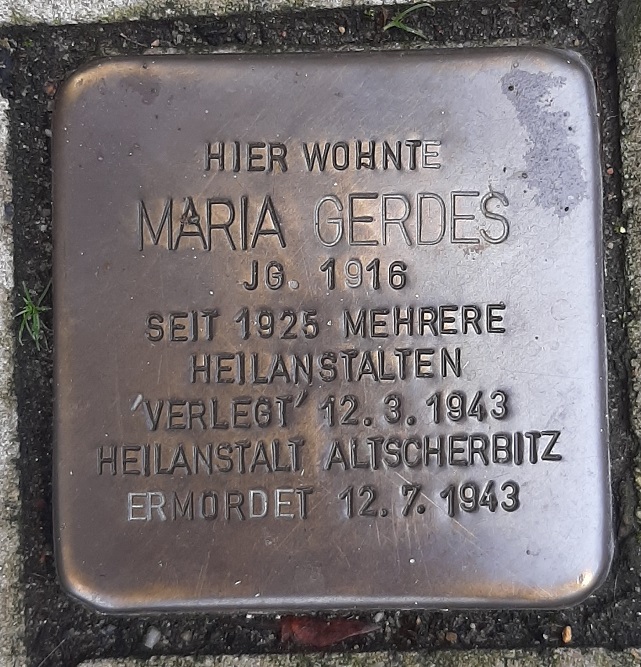 HIER WOHNTE
MARIA GERDES
JG. 1916
SEIT 1925 MEHRERE
HEILANSTALTEN
'VERLEGT' 12.3.1943
HEILANSTALT ALTSCHERBITZ
ERMORDET 12.7.1943